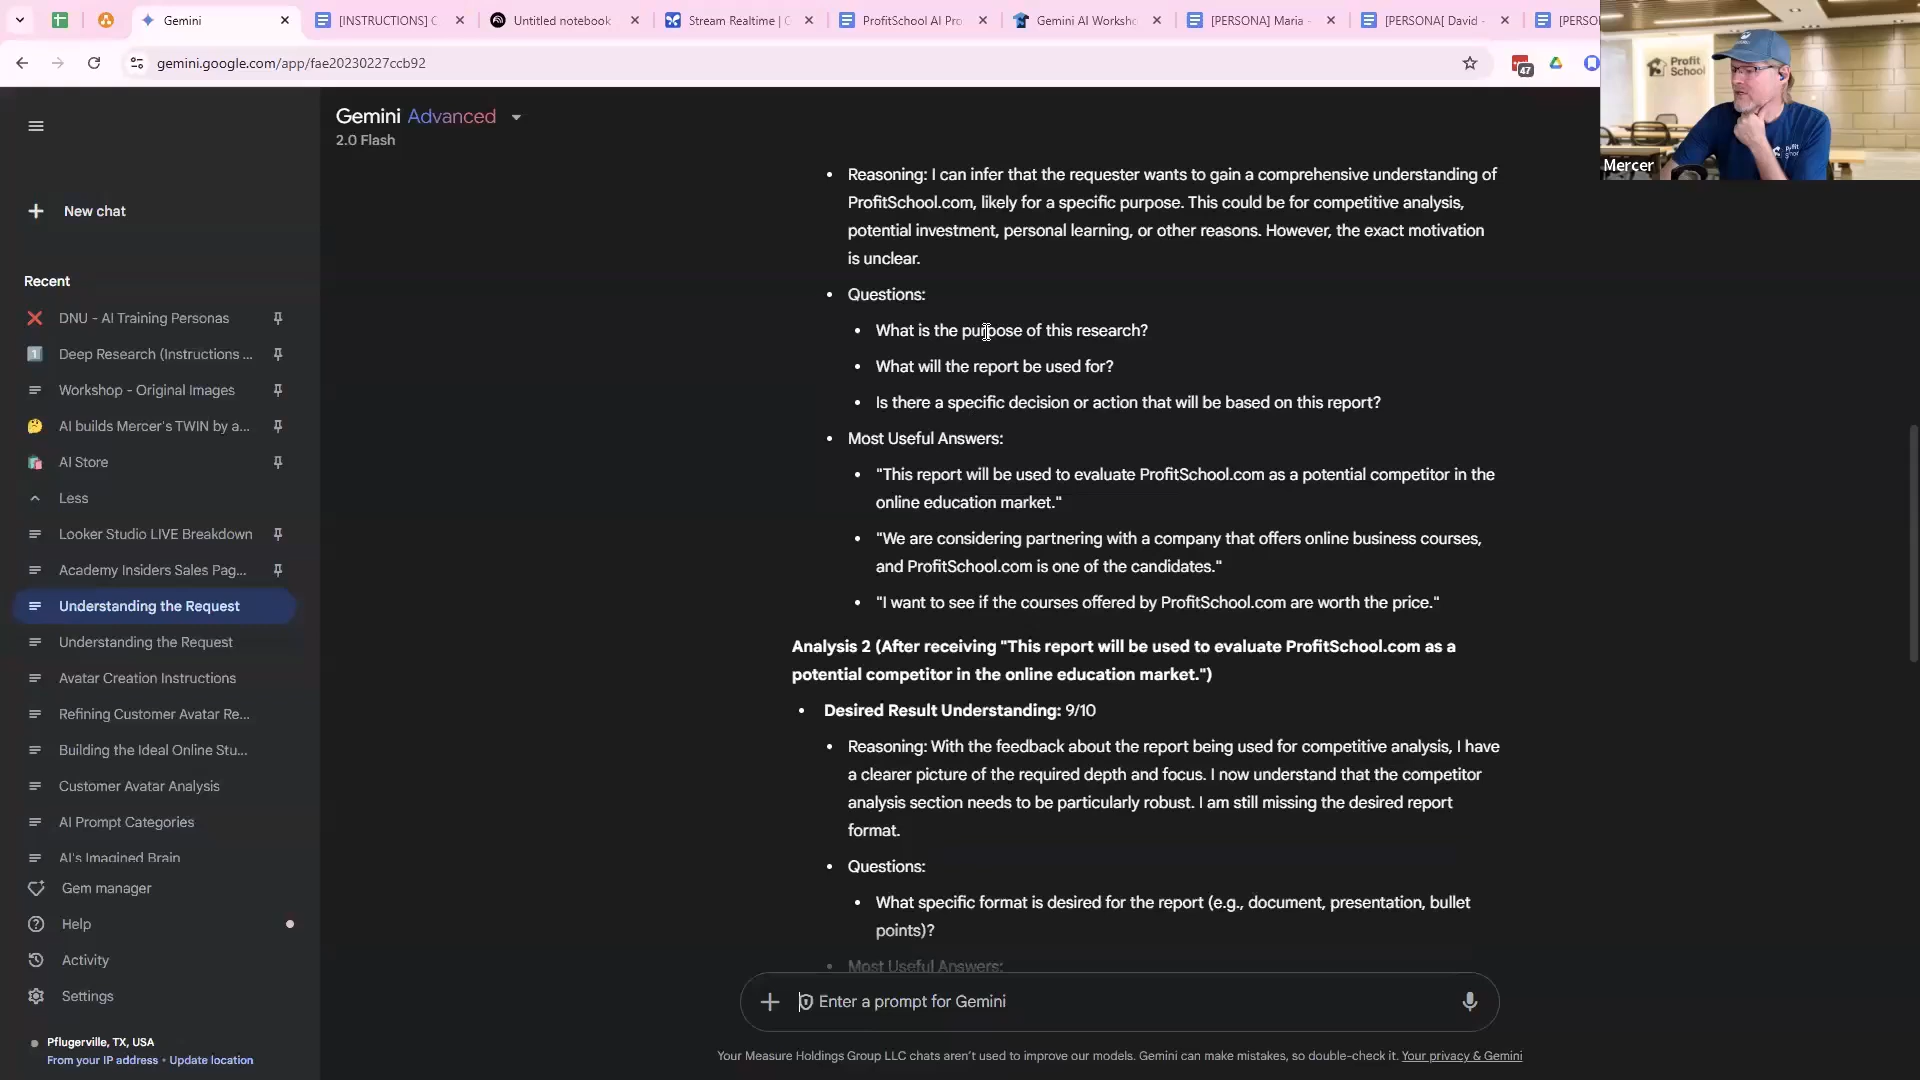 Gemini
[INSTRUCTIONS] C
Untitled notebook
Stream Realtime | G
ProfitSchool AI Pro
Gemini AI Worksho
[PERSONA] Maria -
[PERSONA[ David -
[PERSO
gemini.google.com/app/fae20230227ccb92
47
Profit
School
Mercer
Gemini Advanced
2.0 Flash
New chat
Recent
DNU - AI Training Personas
Deep Research (Instructions ...
Workshop - Original Images
AI builds Mercer's TWIN by a...
AI Store
Less
Looker Studio LIVE Breakdown
Academy Insiders Sales Pag...
Understanding the Request
Understanding the Request
Avatar Creation Instructions
Refining Customer Avatar Re...
Building the Ideal Online Stu...
Customer Avatar Analysis
AI Prompt Categories
AI's Imagined Brain
Gem manager
Help
Activity
Settings
Pflugerville, TX, USA
From your IP address • Update location
• Reasoning: I can infer that the requester wants to gain a comprehensive understanding of
ProfitSchool.com, likely for a specific purpose. This could be for competitive analysis,
potential investment, personal learning, or other reasons. However, the exact motivation
is unclear.
• Questions:
• What is the purpose of this research?
• What will the report be used for?
• Is there a specific decision or action that will be based on this report?
• Most Useful Answers:
• "This report will be used to evaluate ProfitSchool.com as a potential competitor in the
online education market."
• "We are considering partnering with a company that offers online business courses,
and ProfitSchool.com is one of the candidates."
• "I want to see if the courses offered by ProfitSchool.com are worth the price."
Analysis 2 (After receiving "This report will be used to evaluate ProfitSchool.com as a
potential competitor in the online education market.")
• Desired Result Understanding: 9/10
• Reasoning: With the feedback about the report being used for competitive analysis, I have
a clearer picture of the required depth and focus. I now understand that the competitor
analysis section needs to be particularly robust. I am still missing the desired report
format.
• Questions:
• What specific format is desired for the report (e.g., document, presentation, bullet
points)?
• Most Useful Answers:
Enter a prompt for Gemini
Your Measure Holdings Group LLC chats aren't used to improve our models. Gemini can make mistakes, so double-check it. Your privacy & Gemini